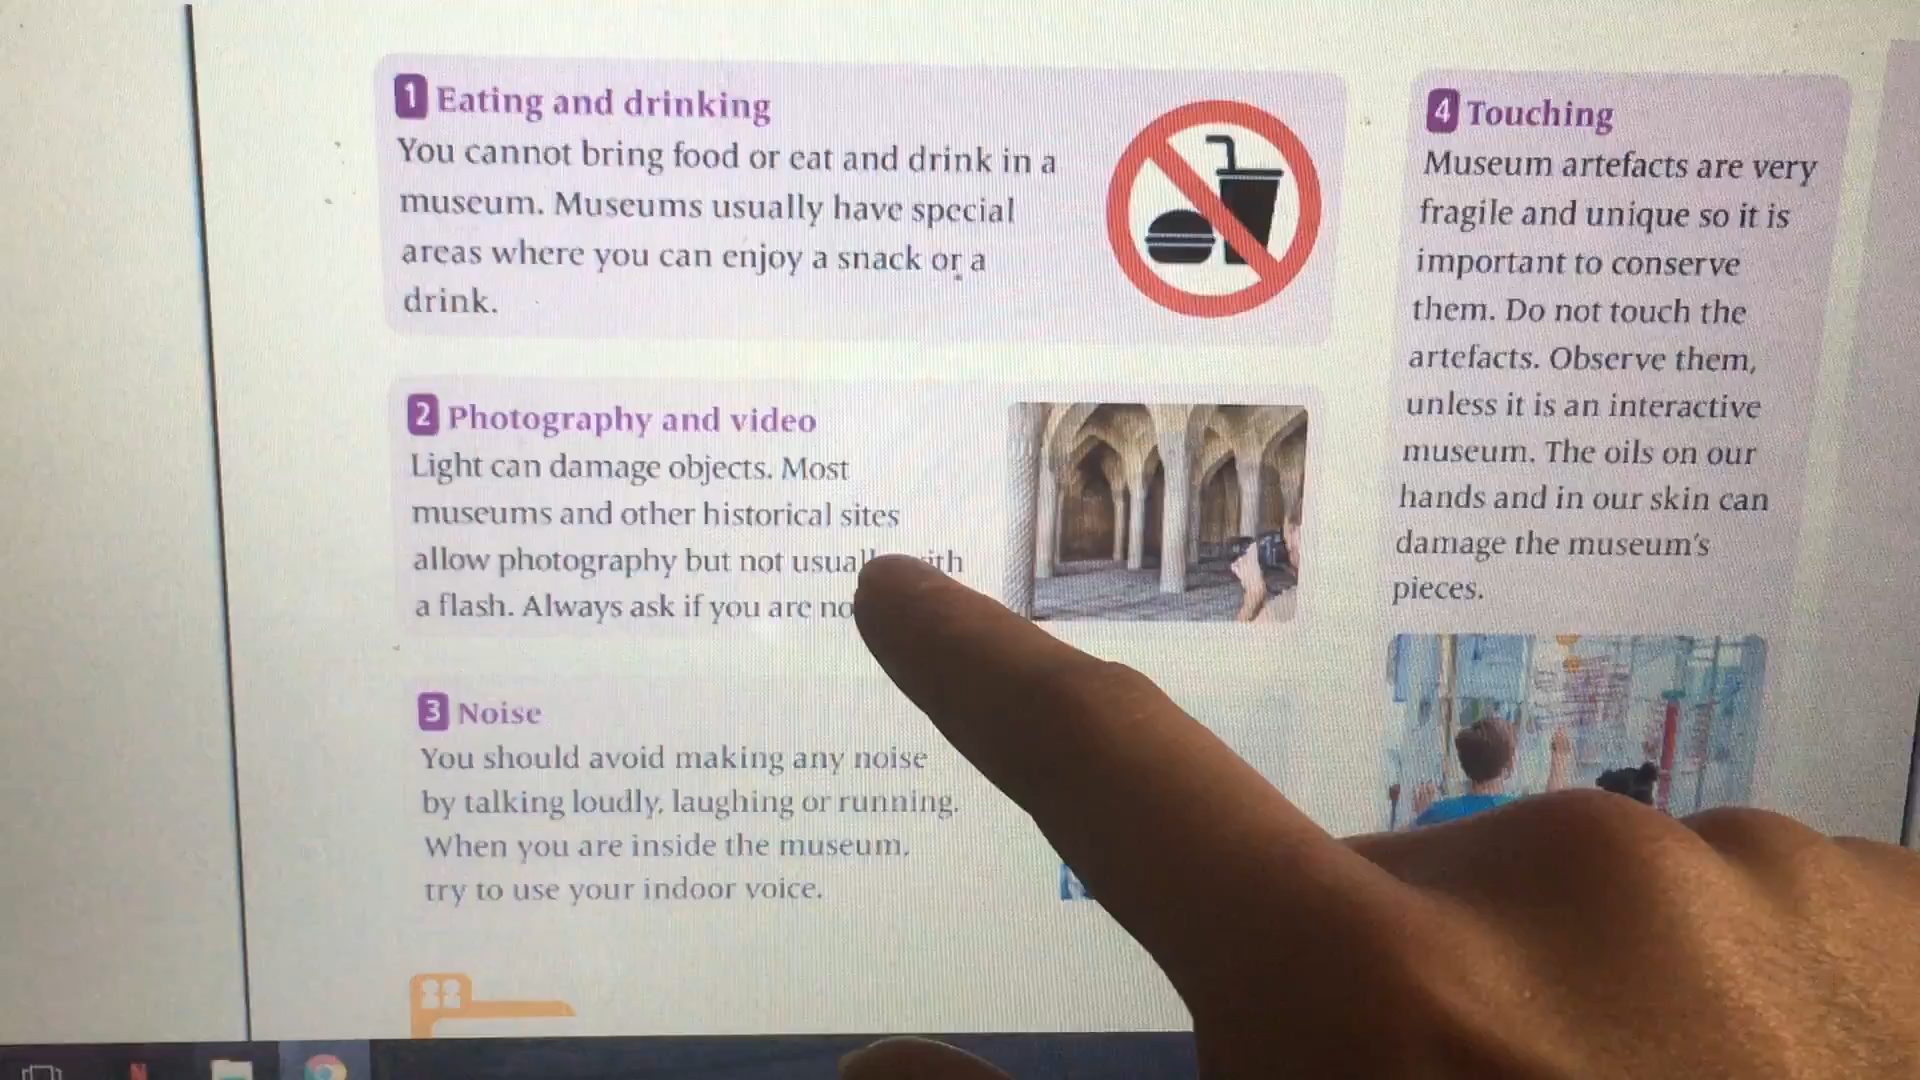 1 Eating and drinking
You cannot bring food or eat and drink in a
museum. Museums usually have special
areas where you can enjoy a snack or a
drink.
2 Photography and video
Light can damage objects. Most
museums and other historical sites
allow photography but not
a flash. Always ask if you are
3 Noise
You should avoid making any noise
by talking loudly, laughing or running.
When you are inside the museum,
try to use your indoor voice.
4 Touching
Museum artefacts are very
fragile and unique so it is
important to conserve
them. Do not touch the
artefacts. Observe them,
unless it is an interactive
museum. The oils on our
hands and in our skin can
damage the museum's
pieces.